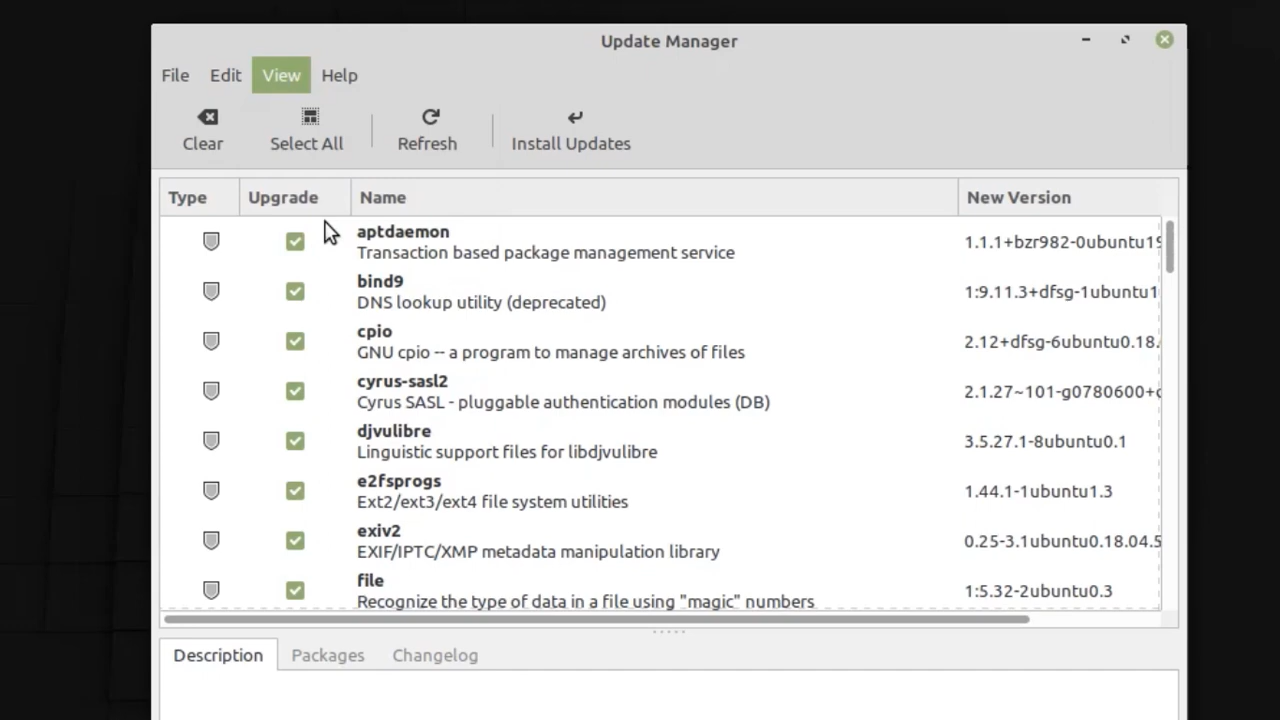 Update Manager
File Edit View Help
Clear Select All Refresh Install Updates
Type Upgrade Name New Version
aptdaemon
Transaction based package management service
1.1.1+bzr982-0ubuntu19
bind9
DNS lookup utility (deprecated)
1:9.11.3+dfsg-1ubuntu1
cpio
GNU cpio -- a program to manage archives of files
2.12+dfsg-6ubuntu0.18.
cyrus-sasl2
Cyrus SASL - pluggable authentication modules (DB)
2.1.27~101-g0780600+
djvulibre
Linguistic support files for libdjvulibre
3.5.27.1-8ubuntu0.1
e2fsprogs
Ext2/ext3/ext4 file system utilities
1.44.1-1ubuntu1.3
exiv2
EXIF/IPTC/XMP metadata manipulation library
0.25-3.1ubuntu0.18.04.5
file
Recognize the type of data in a file using "magic" numbers
1:5.32-2ubuntu0.3
Description Packages Changelog